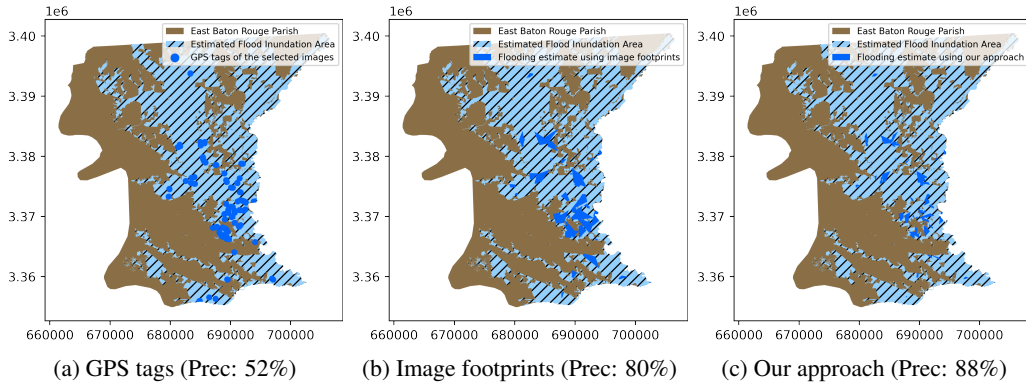 1e6
East Baton Rouge Parish
Estimated Flood Inundation Area
GPS tags of the selected images
3.40
3.39
3.38
3.37
3.36
660000 670000 680000 690000 700000
(a) GPS tags (Prec: 52%)
1e6
East Baton Rouge Parish
Estimated Flood Inundation Area
Flooding estimate using image footprints
3.40
3.39
3.38
3.37
3.36
660000 670000 680000 690000 700000
(b) Image footprints (Prec: 80%)
1e6
East Baton Rouge Parish
Estimated Flood Inundation Area
Flooding estimate using our approach
3.40
3.39
3.38
3.37
3.36
660000 670000 680000 690000 700000
(c) Our approach (Prec: 88%)